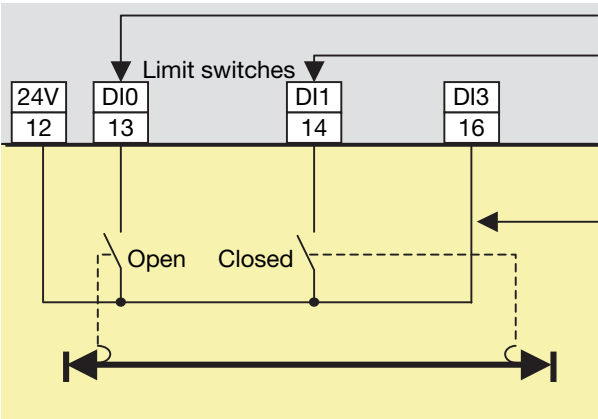 Limit switches
24V DI0 DI1 DI3
12 13 14 16
Open Closed